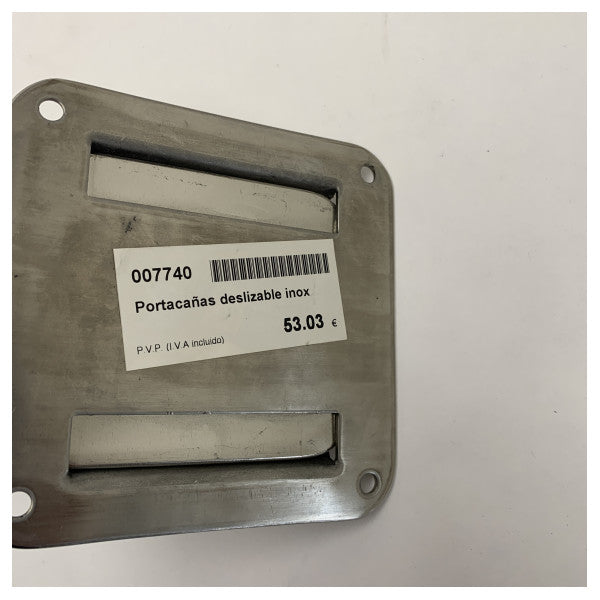 007740
Portacañas deslizable inox
53.03 €
P.V.P. (I.V.A incluido)